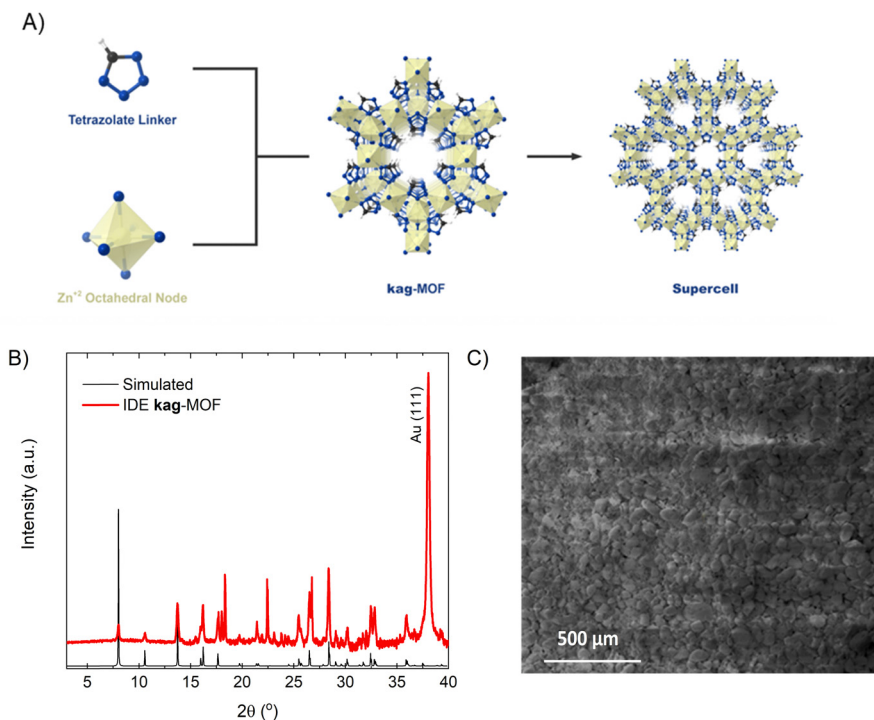 A)
Tetrazolate Linker
Zn+2 Octahedral Node
kag-MOF
Supercell
B)
Simulated
IDE kag-MOF
Au (111)
Intensity (a.u.)
5 10 15 20 25 30 35 40
2θ (°)
C)
500 μm